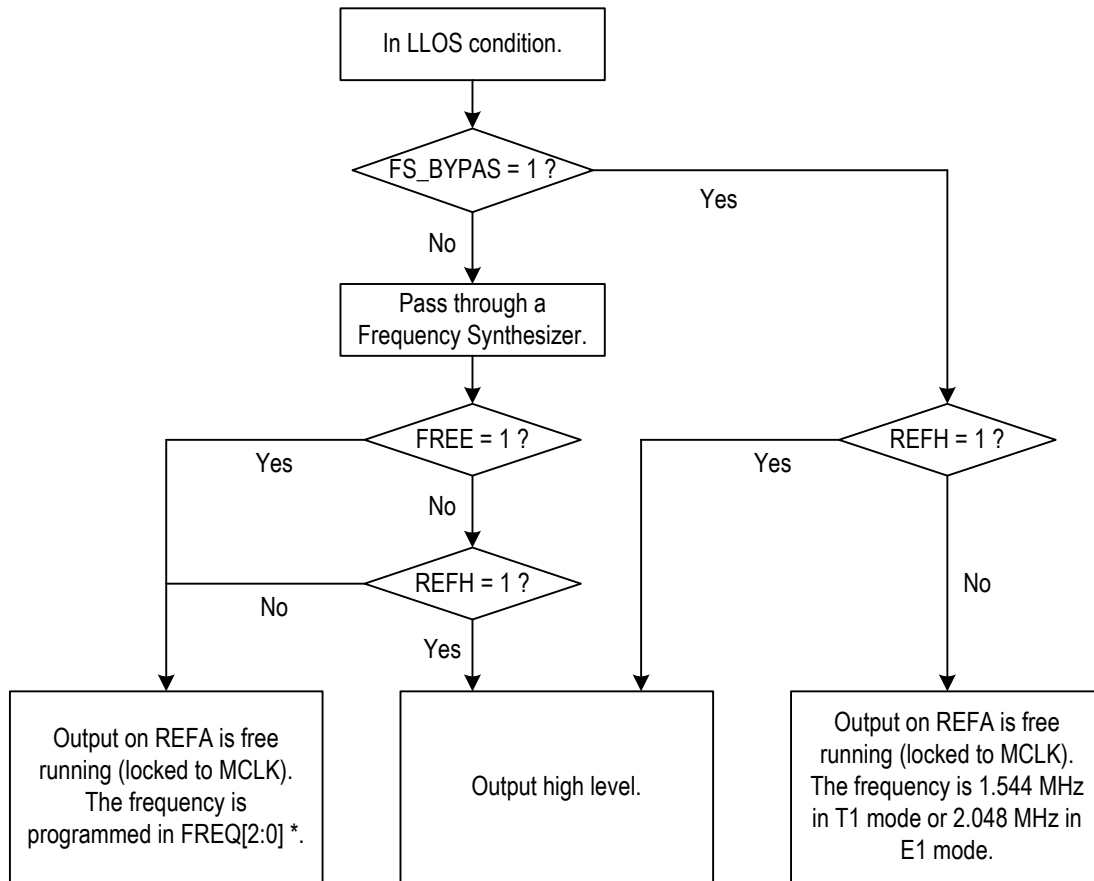 In LLOS condition.
FS_BYPAS = 1 ?
Yes
No
Pass through a
Frequency Synthesizer.
FREE = 1 ?
REFH = 1 ?
Yes
Yes
No
REFH = 1 ?
No
No
Yes
Output on REFA is free
running (locked to MCLK).
The frequency is
programmed in FREQ[2:0] *.
Output high level.
Output on REFA is free
running (locked to MCLK).
The frequency is 1.544 MHz
in T1 mode or 2.048 MHz in
E1 mode.